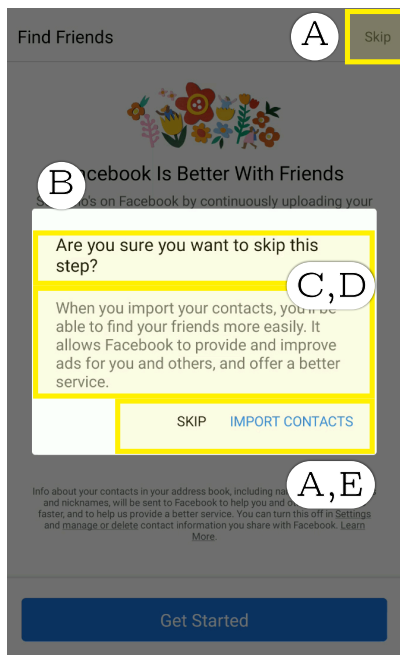 Find Friends
A
Skip
B
acebook Is Better With Friends
o's on Facebook by continuously uploading your
Are you sure you want to skip this
step?
C,D
When you import your contacts, you'll be
able to find your friends more easily. It
allows Facebook to provide and improve
ads for you and others, and offer a better
service.
SKIP IMPORT CONTACTS
A,E
Info about your contacts in your address book, including
and nicknames, will be sent to Facebook to help you and
faster, and to help us provide a better service. You can turn this off in Settings
and manage or delete contact information you share with Facebook. Learn
More.
Get Started